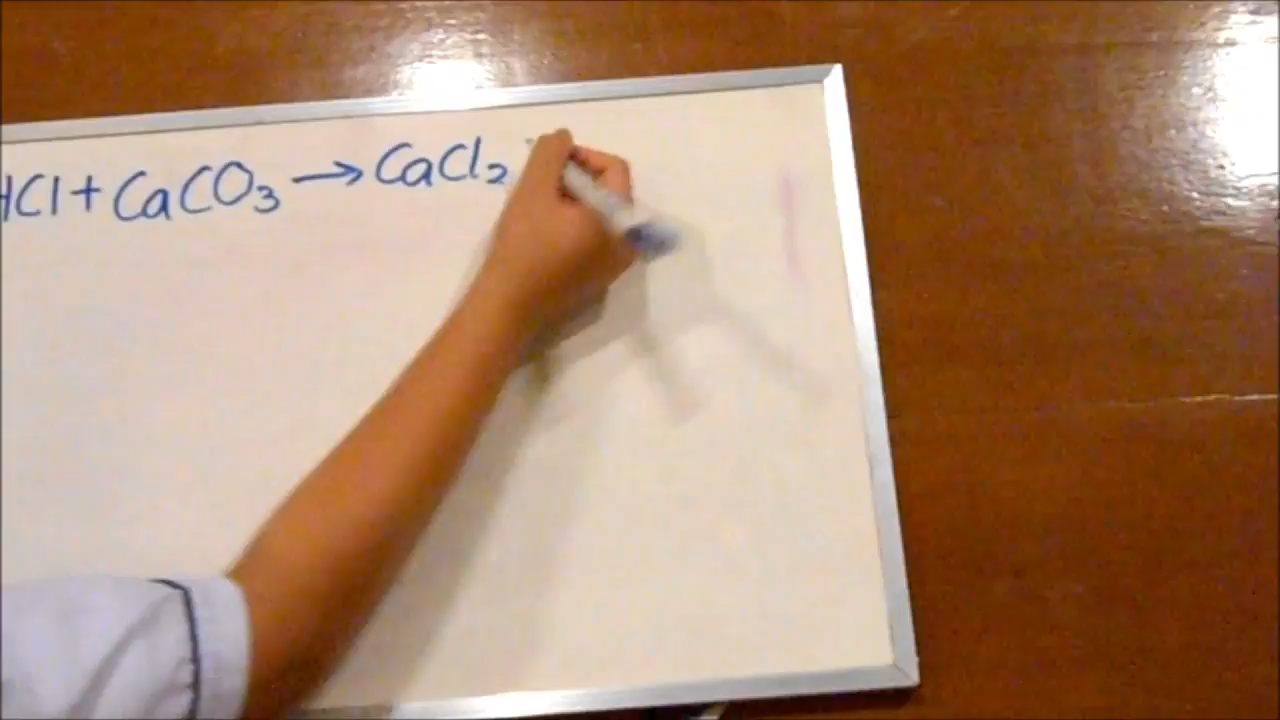 HCl + CaCO₃ → CaCl₂